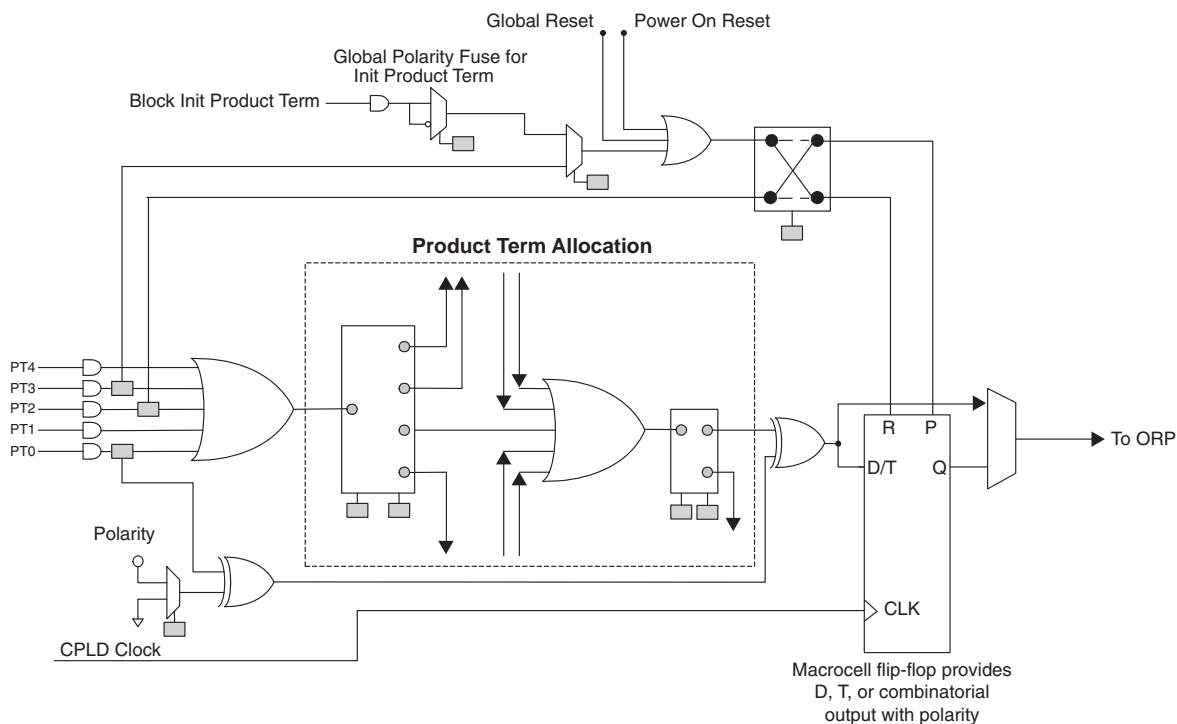 Global Reset
Power On Reset
Global Polarity Fuse for
Init Product Term
Block Init Product Term
Product Term Allocation
PT4
PT3
PT2
PT1
PT0
R
P
D/T
Q
To ORP
Polarity
CLK
CPLD Clock
Macrocell flip-flop provides
D, T, or combinatorial
output with polarity